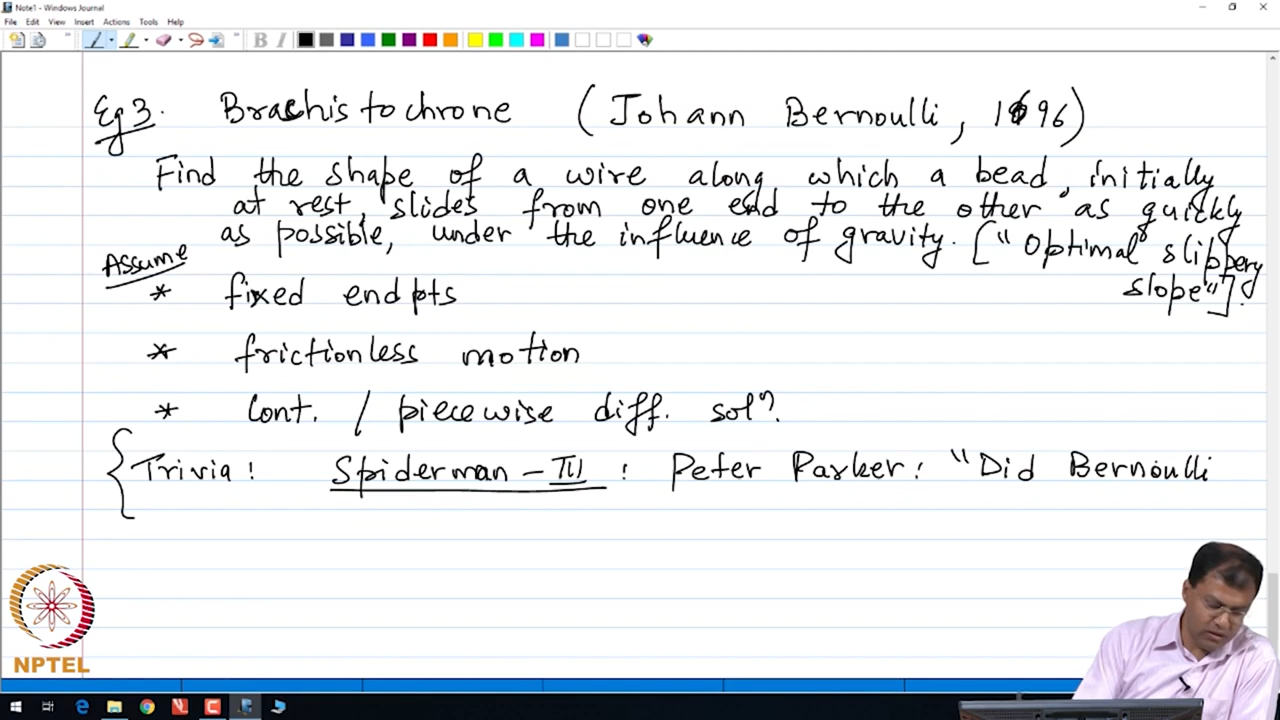 Note1 - Windows Journal
File Edit View Insert Actions Tools Help
B I
Eg 3. Brachistochrone (Johann Bernoulli, 1696)
Find the shape of a wire along which a bead, initially
at rest, slides from one end to the other as quickly
as possible, under the influence of gravity. ["Optimal slippery
slope"].
Assume
* fixed endpts
* frictionless motion
* Cont. / piecewise diff. solⁿ.
{Trivia: Spiderman - III : Peter Parker: "Did Bernoulli
NPTEL